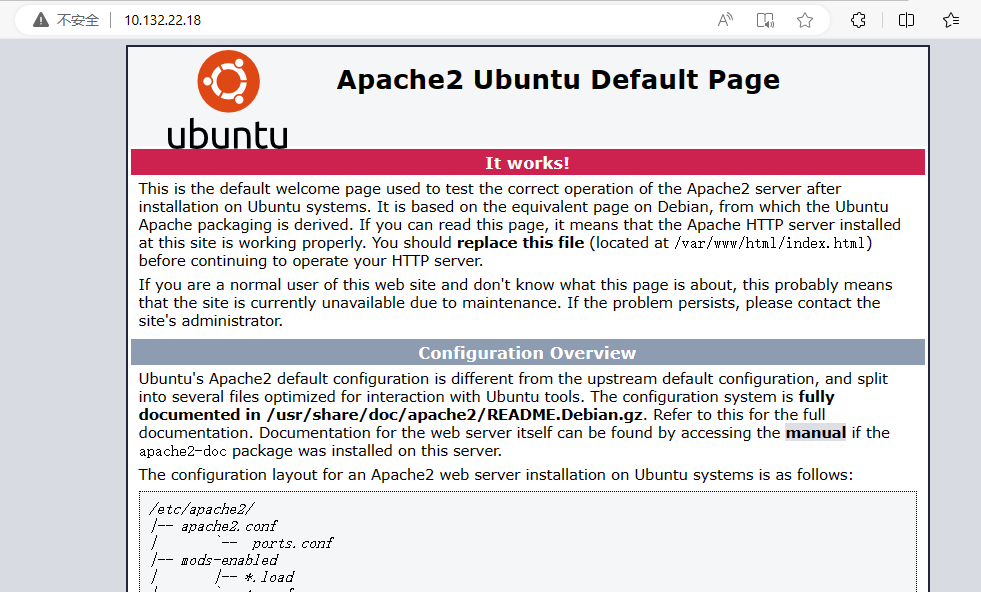 不安全 10.132.22.18
Apache2 Ubuntu Default Page
ubuntu
It works!
This is the default welcome page used to test the correct operation of the Apache2 server after
installation on Ubuntu systems. It is based on the equivalent page on Debian, from which the Ubuntu
Apache packaging is derived. If you can read this page, it means that the Apache HTTP server installed
at this site is working properly. You should replace this file (located at /var/www/html/index.html)
before continuing to operate your HTTP server.
If you are a normal user of this web site and don't know what this page is about, this probably means
that the site is currently unavailable due to maintenance. If the problem persists, please contact the
site's administrator.
Configuration Overview
Ubuntu's Apache2 default configuration is different from the upstream default configuration, and split
into several files optimized for interaction with Ubuntu tools. The configuration system is fully
documented in /usr/share/doc/apache2/README.Debian.gz. Refer to this for the full
documentation. Documentation for the web server itself can be found by accessing the manual if the
apache2-doc package was installed on this server.
The configuration layout for an Apache2 web server installation on Ubuntu systems is as follows:
/etc/apache2/
|-- apache2.conf
|       `--  ports.conf
|-- mods-enabled
|       |-- *.load